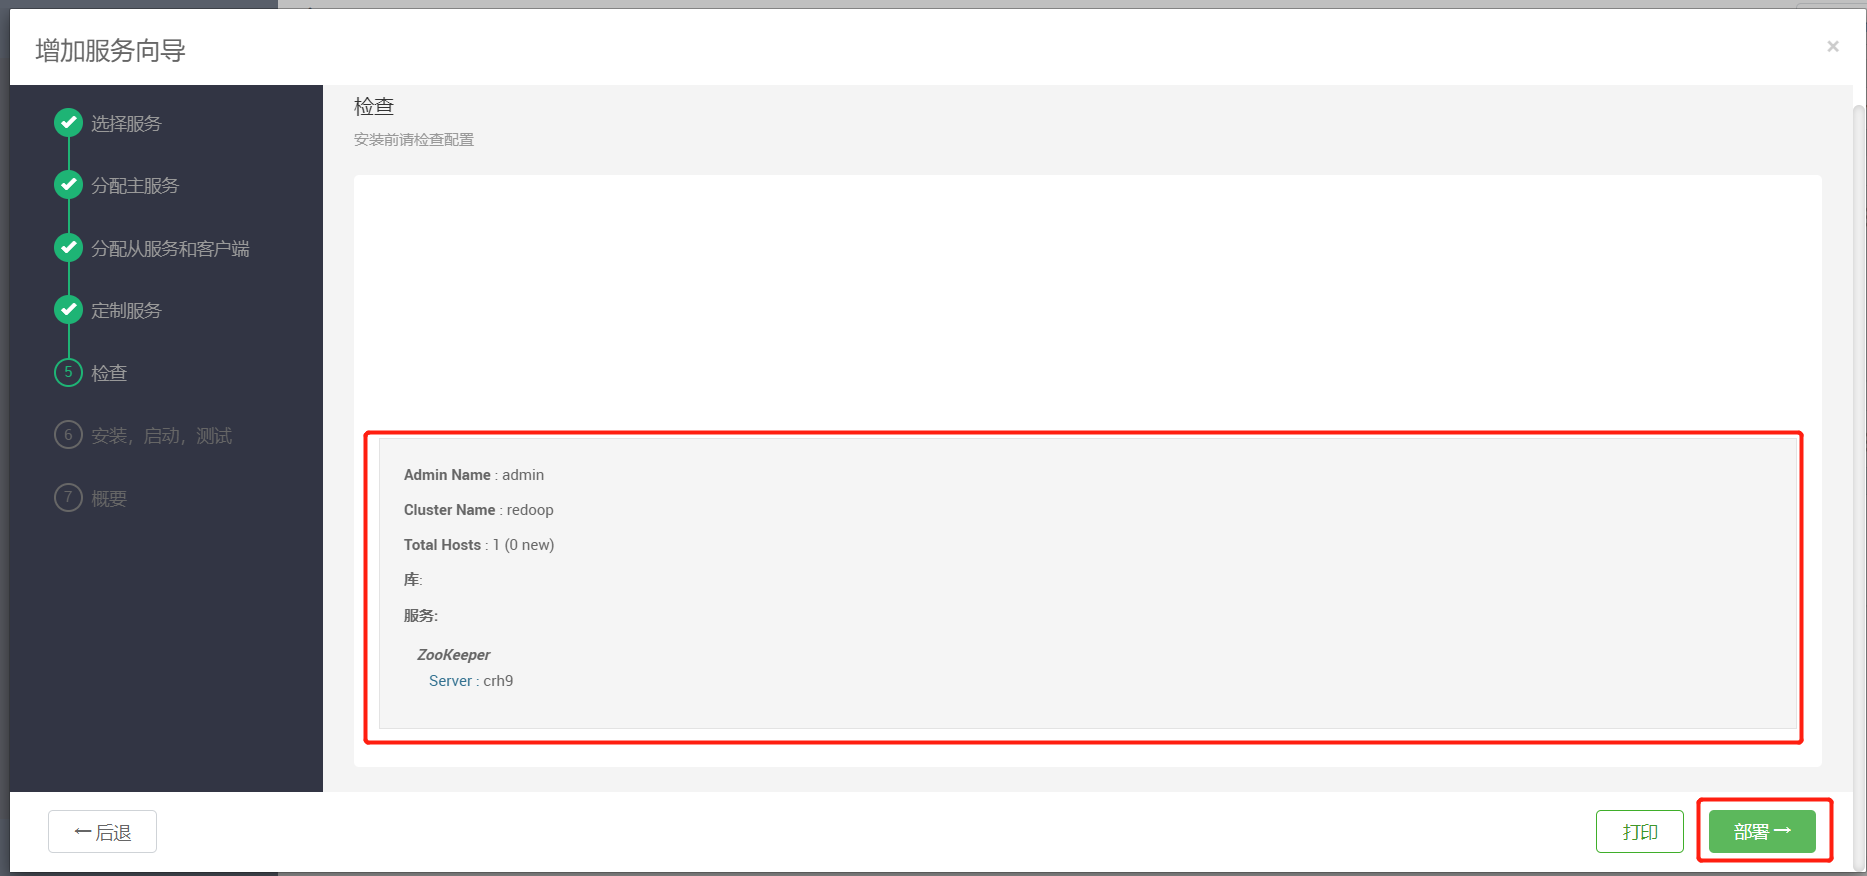 增加服务向导
×
选择服务
分配主服务
分配从服务和客户端
定制服务
5 检查
6 安装，启动，测试
7 概要
检查
安装前请检查配置
Admin Name : admin
Cluster Name : redoop
Total Hosts : 1 (0 new)
库:
服务:
ZooKeeper
Server : crh9
←后退
打印
部署→